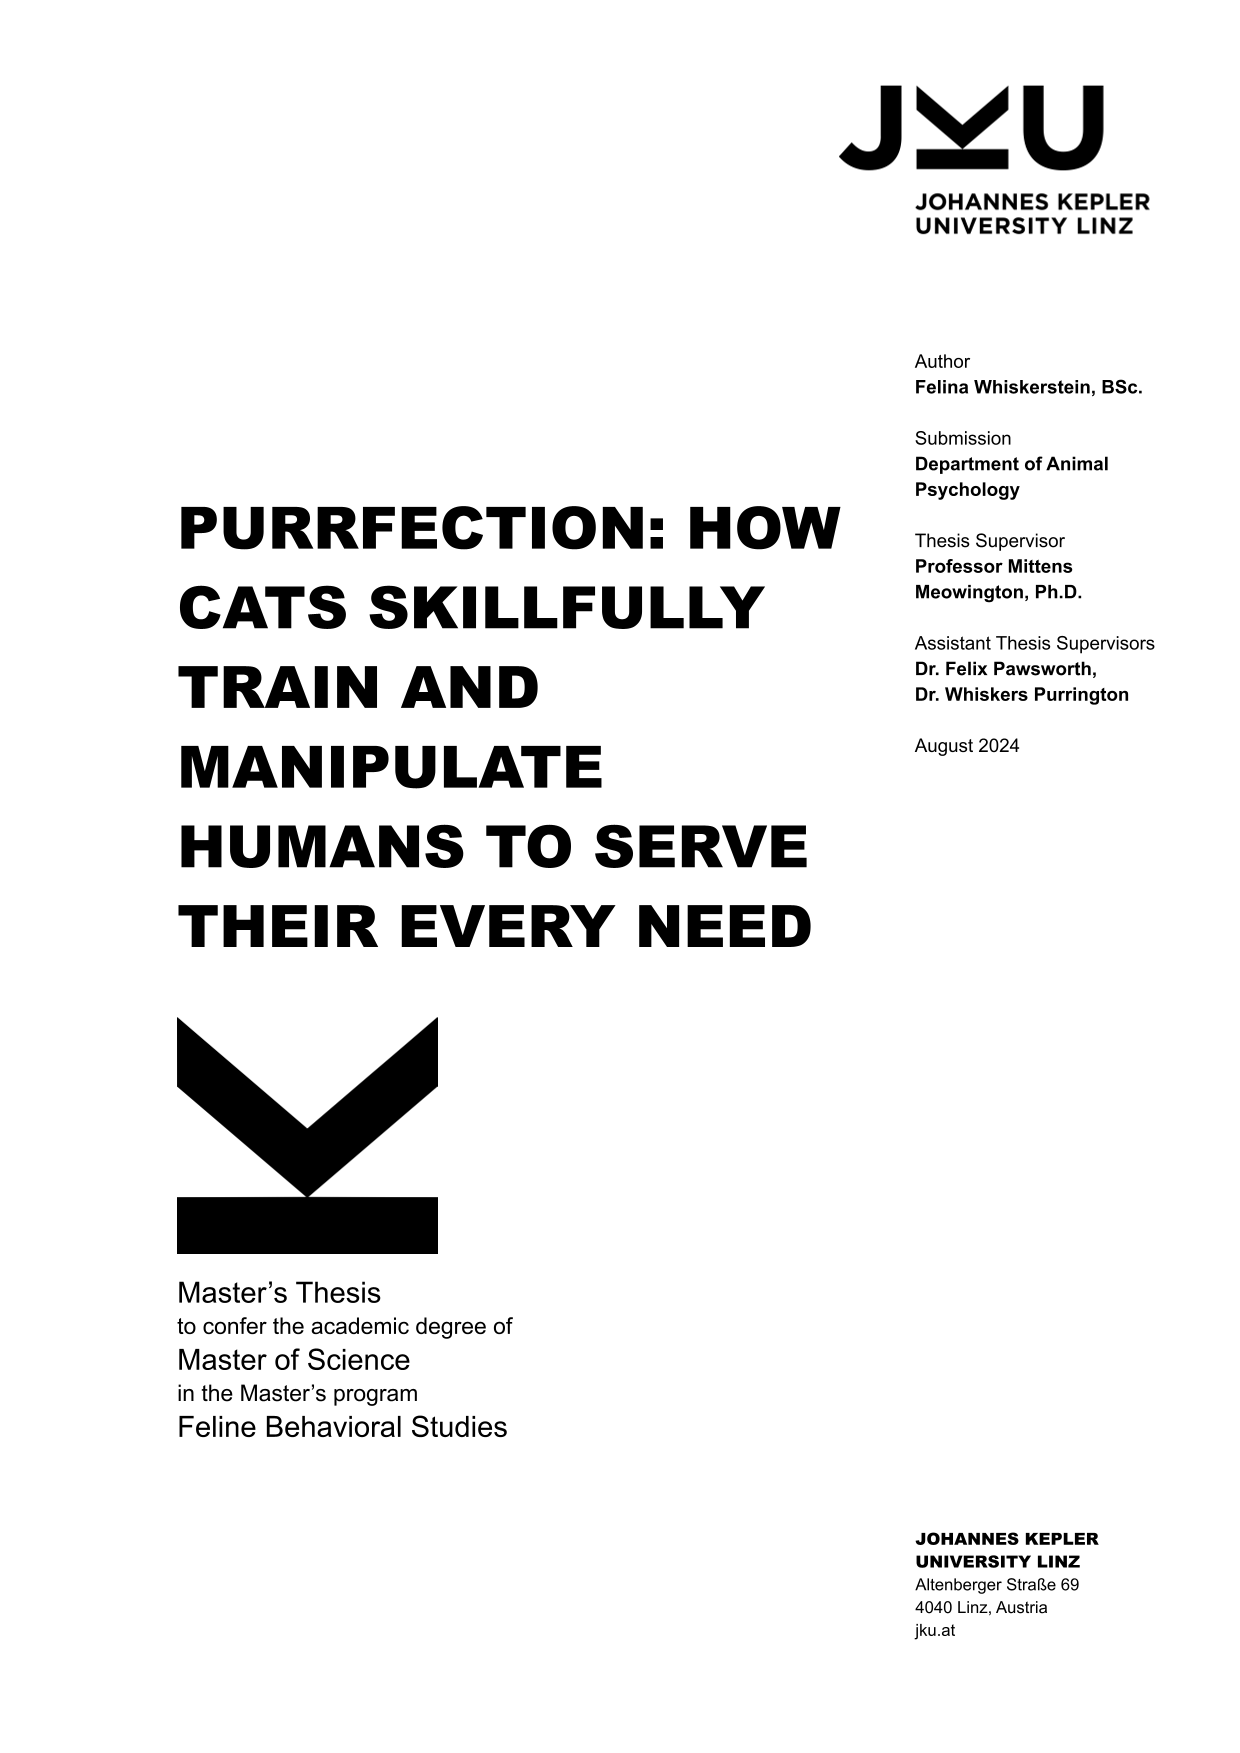 JKU
JOHANNES KEPLER
UNIVERSITY LINZ
Author
Felina Whiskerstein, BSc.
Submission
Department of Animal
Psychology
Thesis Supervisor
Professor Mittens
Meowington, Ph.D.
Assistant Thesis Supervisors
Dr. Felix Pawsworth,
Dr. Whiskers Purrington
August 2024
PURRFECTION: HOW
CATS SKILLFULLY
TRAIN AND
MANIPULATE
HUMANS TO SERVE
THEIR EVERY NEED
Master’s Thesis
to confer the academic degree of
Master of Science
in the Master’s program
Feline Behavioral Studies
JOHANNES KEPLER
UNIVERSITY LINZ
Altenberger Straße 69
4040 Linz, Austria
jku.at